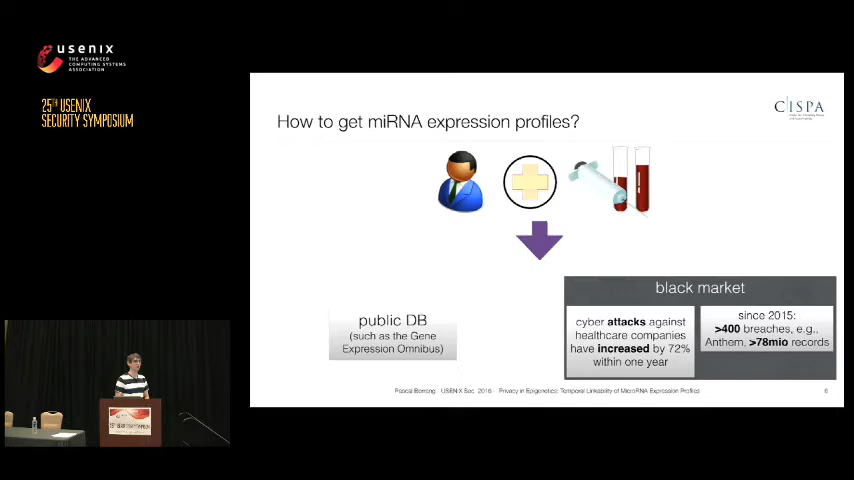 usenix
THE ADVANCED
COMPUTING SYSTEMS
ASSOCIATION
25TH USENIX
SECURITY SYMPOSIUM
CISPA
How to get miRNA expression profiles?
black market
public DB
(such as the Gene
Expression Omnibus)
cyber attacks against
healthcare companies
have increased by 72%
within one year
since 2015:
>400 breaches, e.g.,
Anthem, >78mio records
Pascal Berrang - USENIX Sec. 2016 - Privacy in Epigenetics: Temporal Linkability of MicroRNA Expression Profiles
6